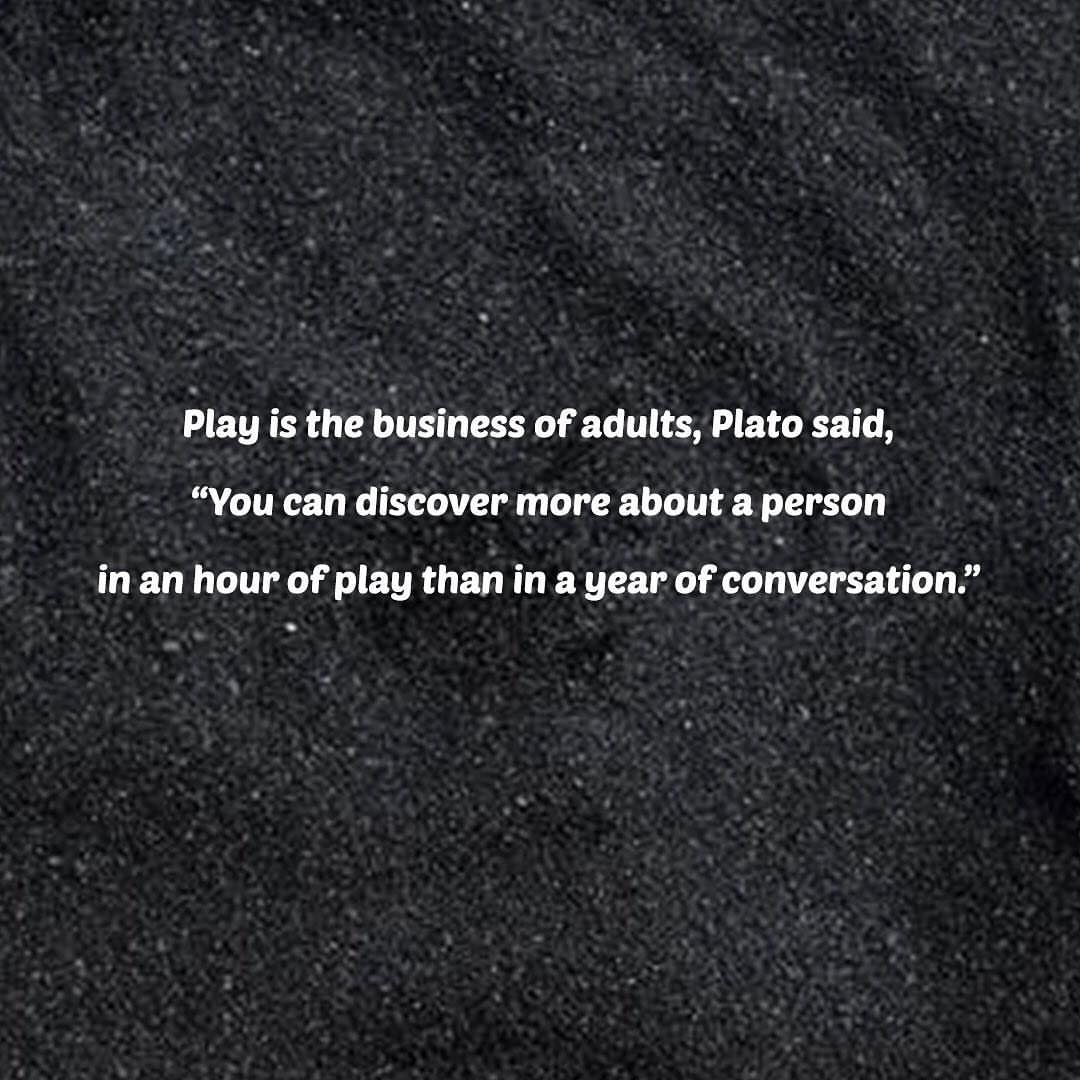 Play is the business of adults, Plato said,
“You can discover more about a person
in an hour of play than in a year of conversation.”